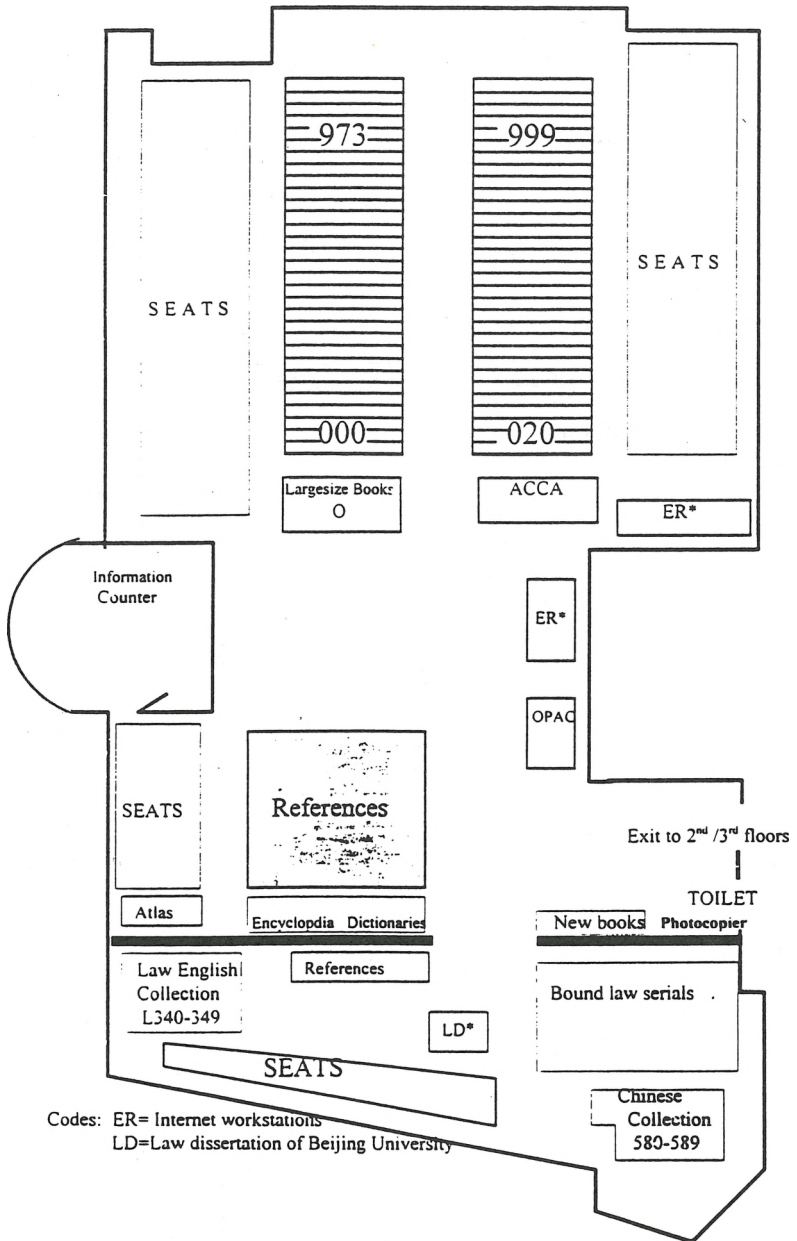 973
999
SEATS
SEATS
000
020
Largesize Books
O
ACCA
ER*
Information
Counter
ER*
OPAC
SEATS
References
Exit to 2nd /3rd floors
TOILET
Atlas
Encyclopdia Dictionaries
New books Photocopier
Law English
Collection
L340-349
References
Bound law serials
LD*
SEATS
Chinese
Collection
580-589
Codes: ER= Internet workstations
LD=Law dissertation of Beijing University